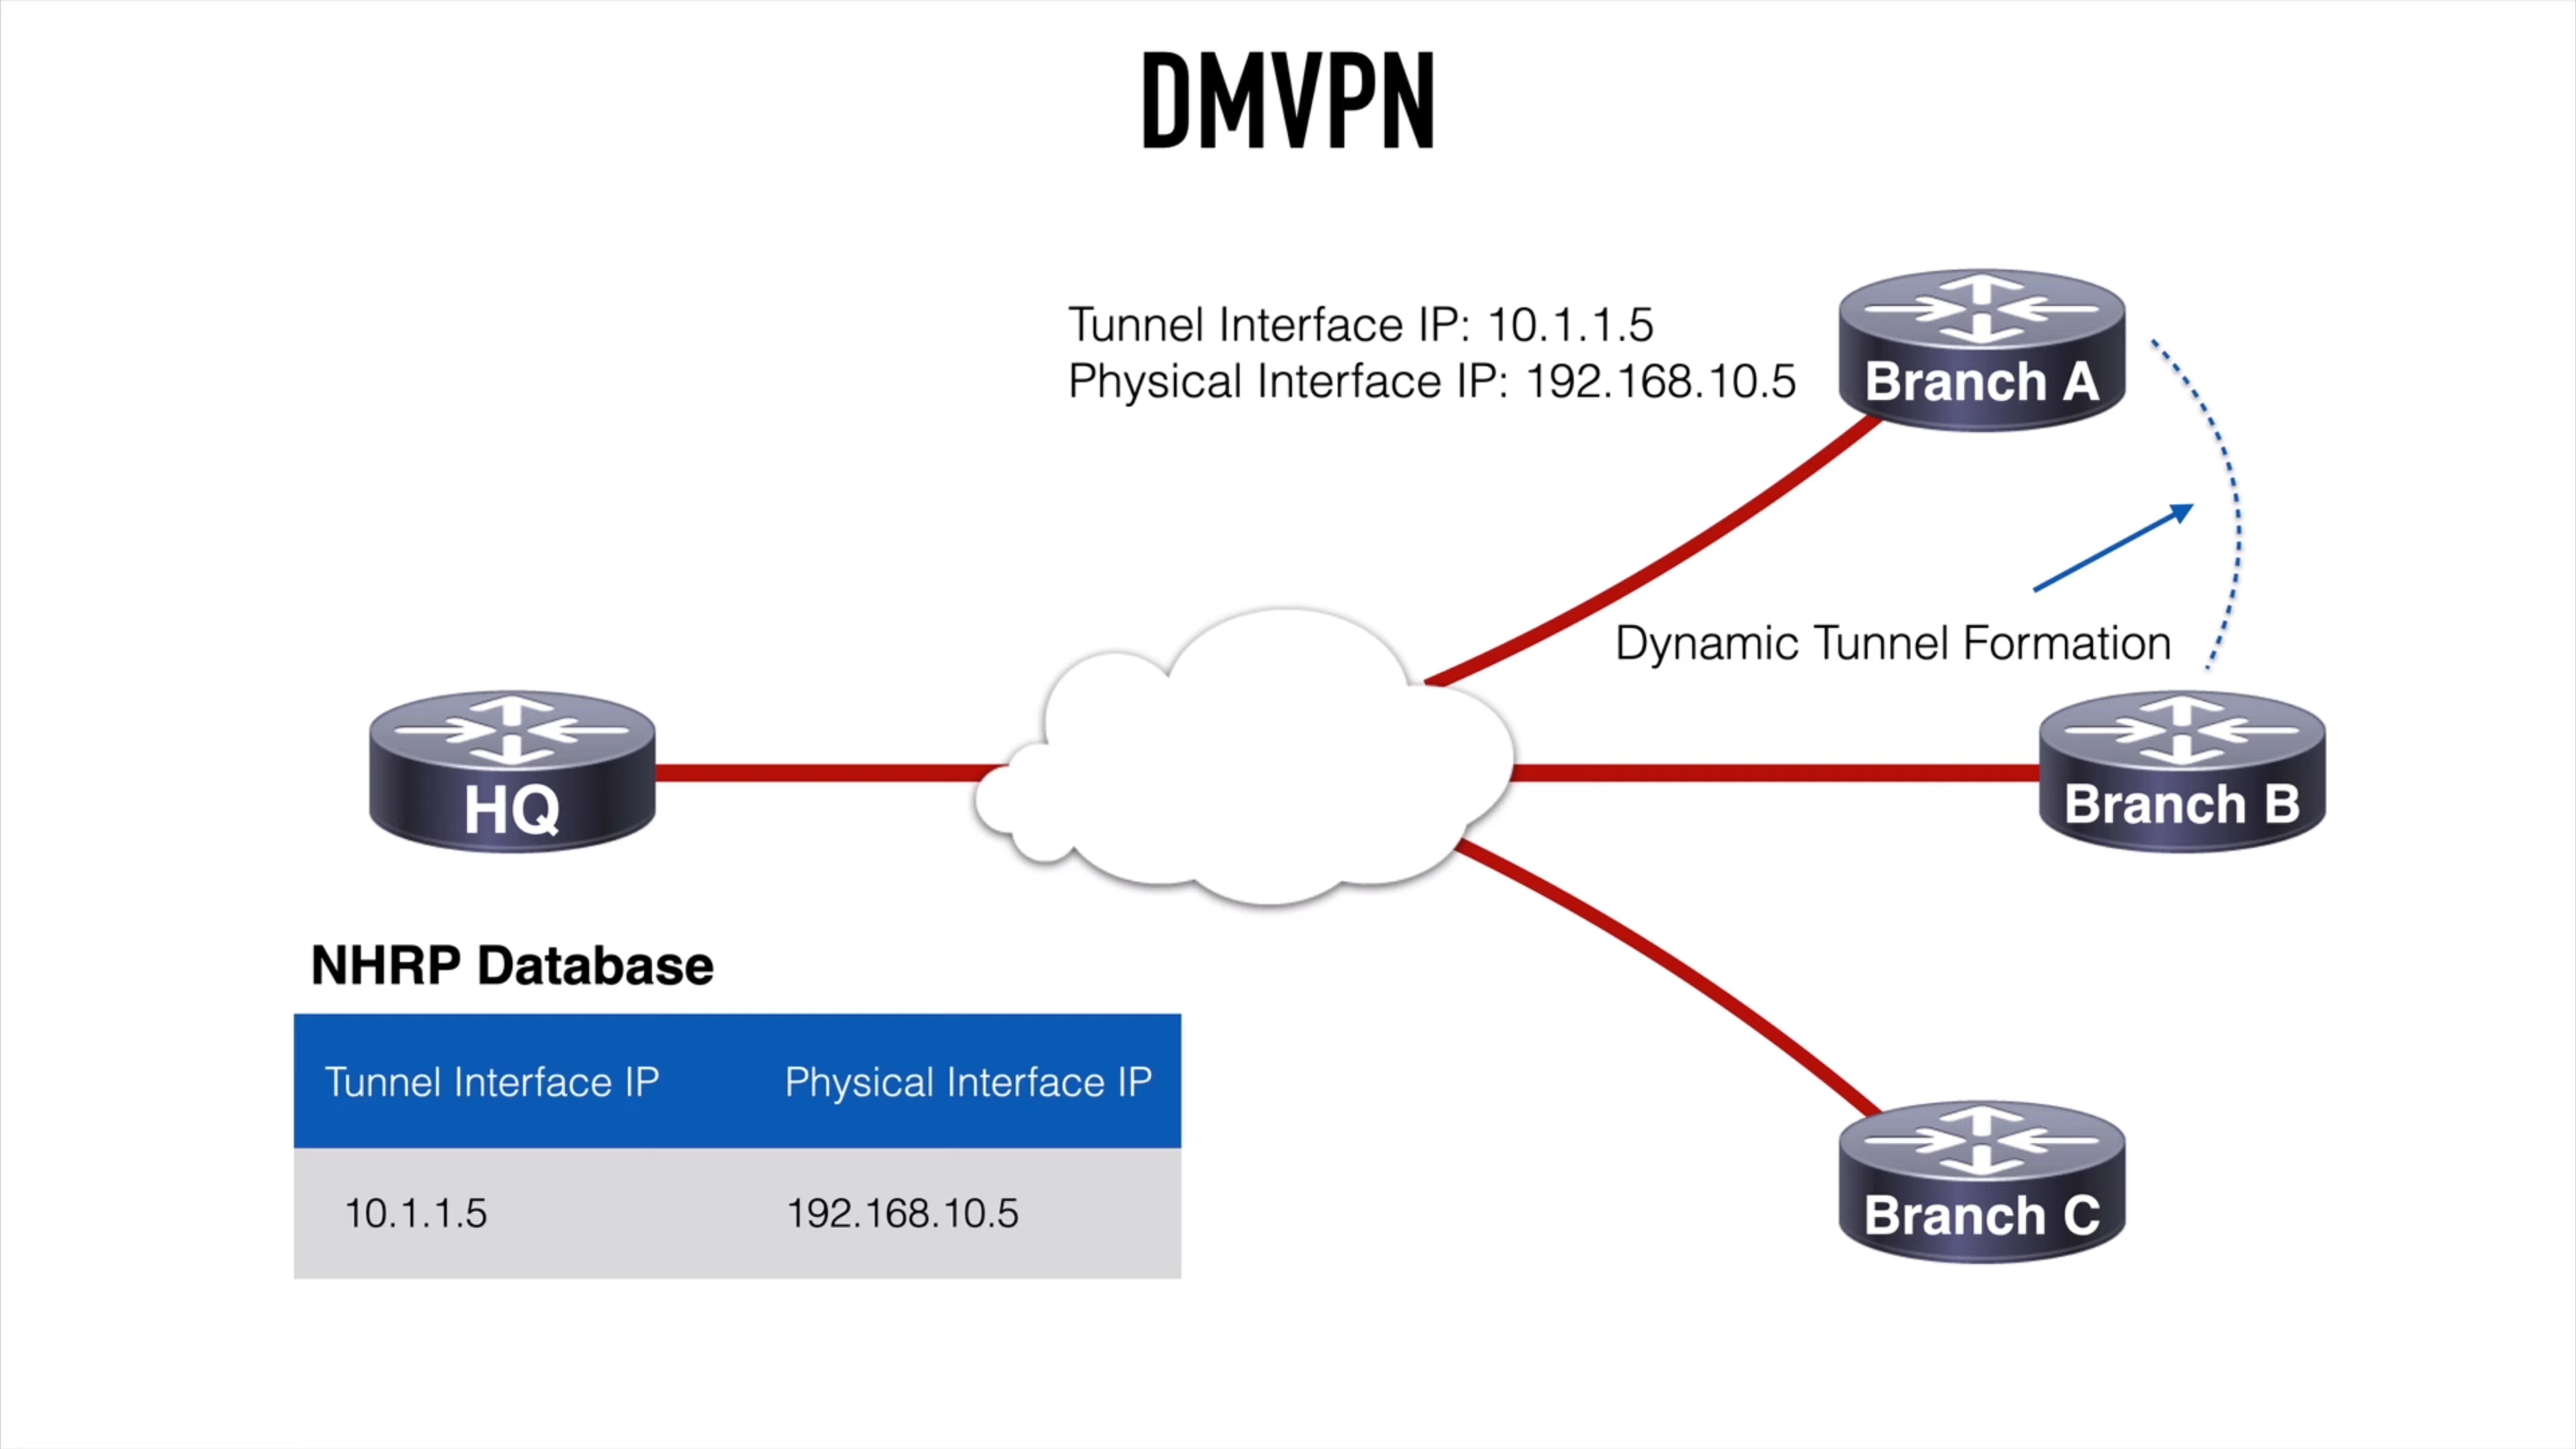 DMVPN
Tunnel Interface IP: 10.1.1.5
Physical Interface IP: 192.168.10.5
Branch A
Dynamic Tunnel Formation
HQ
Branch B
NHRP Database
Tunnel Interface IP Physical Interface IP
10.1.1.5 192.168.10.5
Branch C